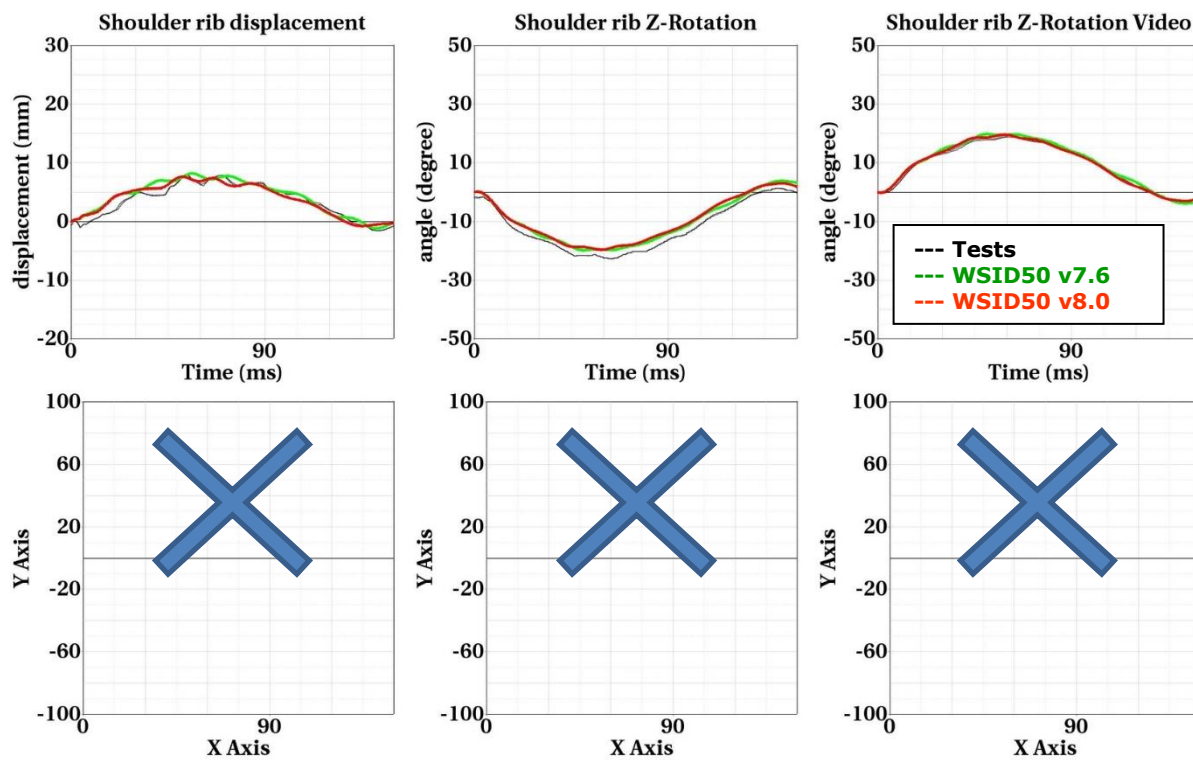 Shoulder rib displacement
30
20
10
0
-10
-20
displacement (mm)
0
90
Time (ms)
Shoulder rib Z-Rotation
50
30
10
-10
-30
-50
angle (degree)
0
90
Time (ms)
Shoulder rib Z-Rotation Video
50
30
10
-10
-30
-50
angle (degree)
0
90
Time (ms)
--- Tests
--- WSID50 v7.6
--- WSID50 v8.0
100
60
20
-20
-60
-100
Y Axis
0
90
X Axis
100
60
20
-20
-60
-100
Y Axis
0
90
X Axis
100
60
20
-20
-60
-100
Y Axis
0
90
X Axis